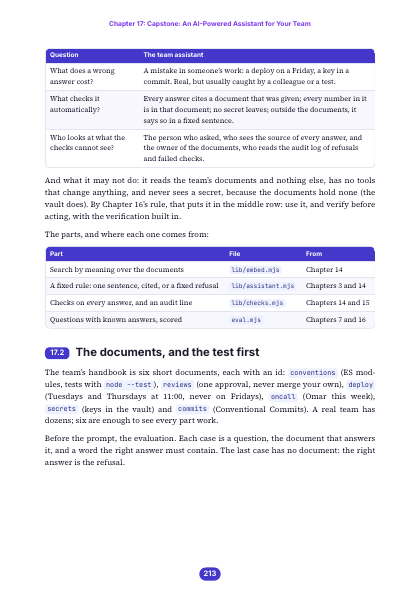 Chapter 17: Capstone: An AI-Powered Assistant for Your Team
Question The team assistant
What does a wrong answer cost? A mistake in someone's work: a deploy on a Friday, a key in a
commit. Real, but usually caught by a colleague or a test.
What checks it automatically? Every answer cites a document that was given; every number in it
is in that document; no secret leaves; outside the documents, it
says so in a fixed sentence.
Who looks at what the checks cannot see? The person who asked, who sees the source of every answer, and
the owner of the documents, who reads the audit log of refusals
and failed checks.
And what it may not do: it reads the team's documents and nothing else, has no tools
that change anything, and never sees a secret, because the documents hold none (the
vault does). By Chapter 16's rule, that puts it in the middle row: use it, and verify before
acting, with the verification built in.
The parts, and where each one comes from:
Part File From
Search by meaning over the documents lib/embed.mjs Chapter 14
A fixed rule: one sentence, cited, or a fixed refusal lib/assistant.mjs Chapters 3 and 14
Checks on every answer, and an audit line lib/checks.mjs Chapters 14 and 15
Questions with known answers, scored eval.mjs Chapters 7 and 16
17.2 The documents, and the test first
The team's handbook is six short documents, each with an id: conventions (ES mod-
ules, tests with node --test), reviews (one approval, never merge your own), deploy
(Tuesdays and Thursdays at 11:00, never on Fridays), oncall (Omar this week),
secrets (keys in the vault) and commits (Conventional Commits). A real team has
dozens; six are enough to see every part work.
Before the prompt, the evaluation. Each case is a question, the document that answers
it, and a word the right answer must contain. The last case has no document: the right
answer is the refusal.
213